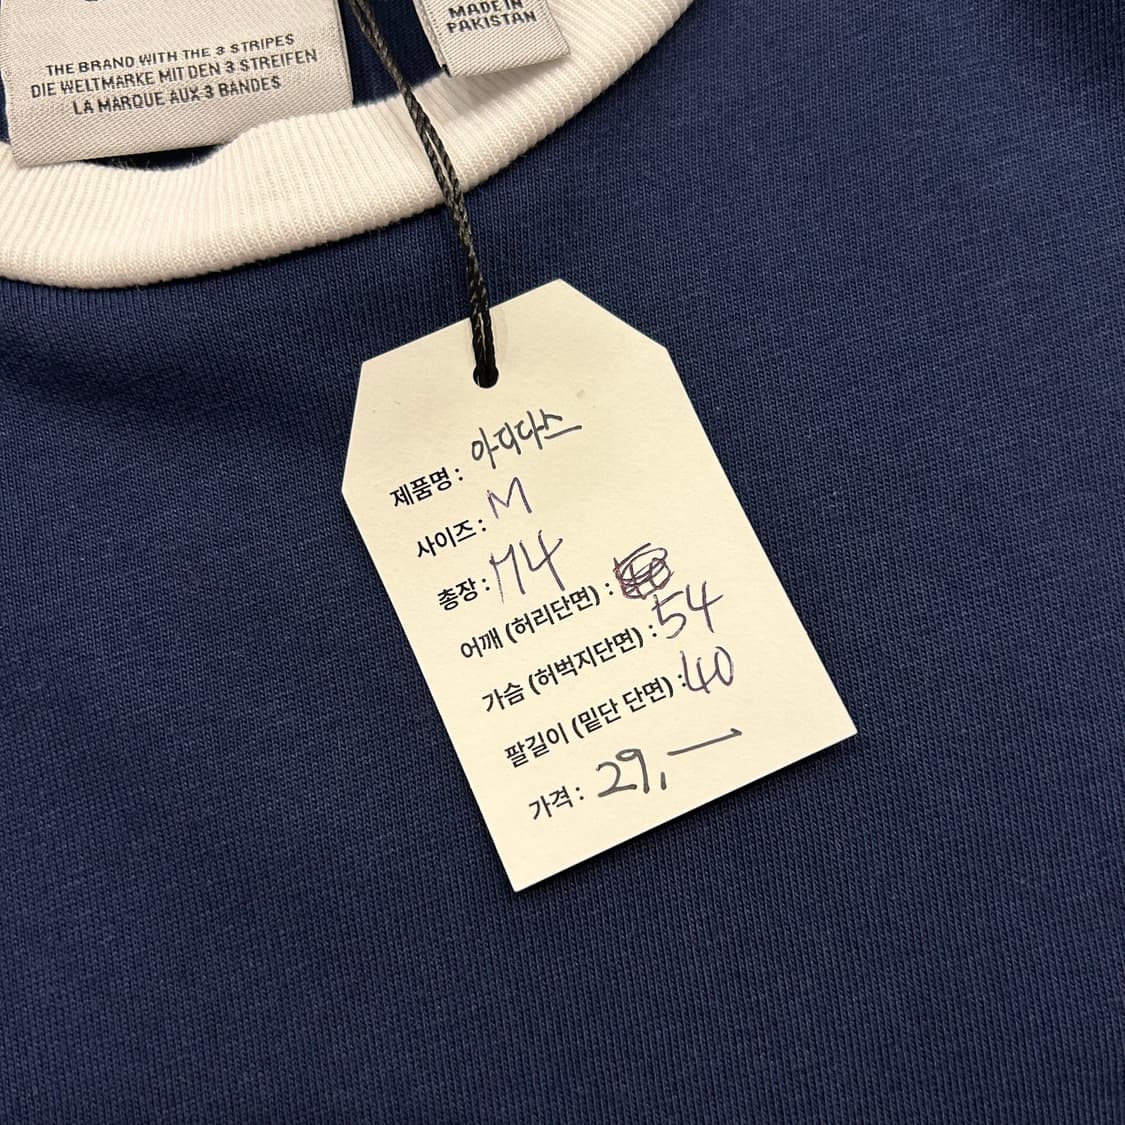 THE BRAND WITH THE 3 STRIPES
DIE WELTMARKE MIT DEN 3 STREIFEN
LA MARQUE AUX 3 BANDES
MADE IN
PAKISTAN
제품명 : 아디다스
사이즈 : M
총장 : 74
어깨 (허리단면) :
가슴 (허벅지단면) : 54
팔길이 (밑단 단면) : 40
가격 : 29,—